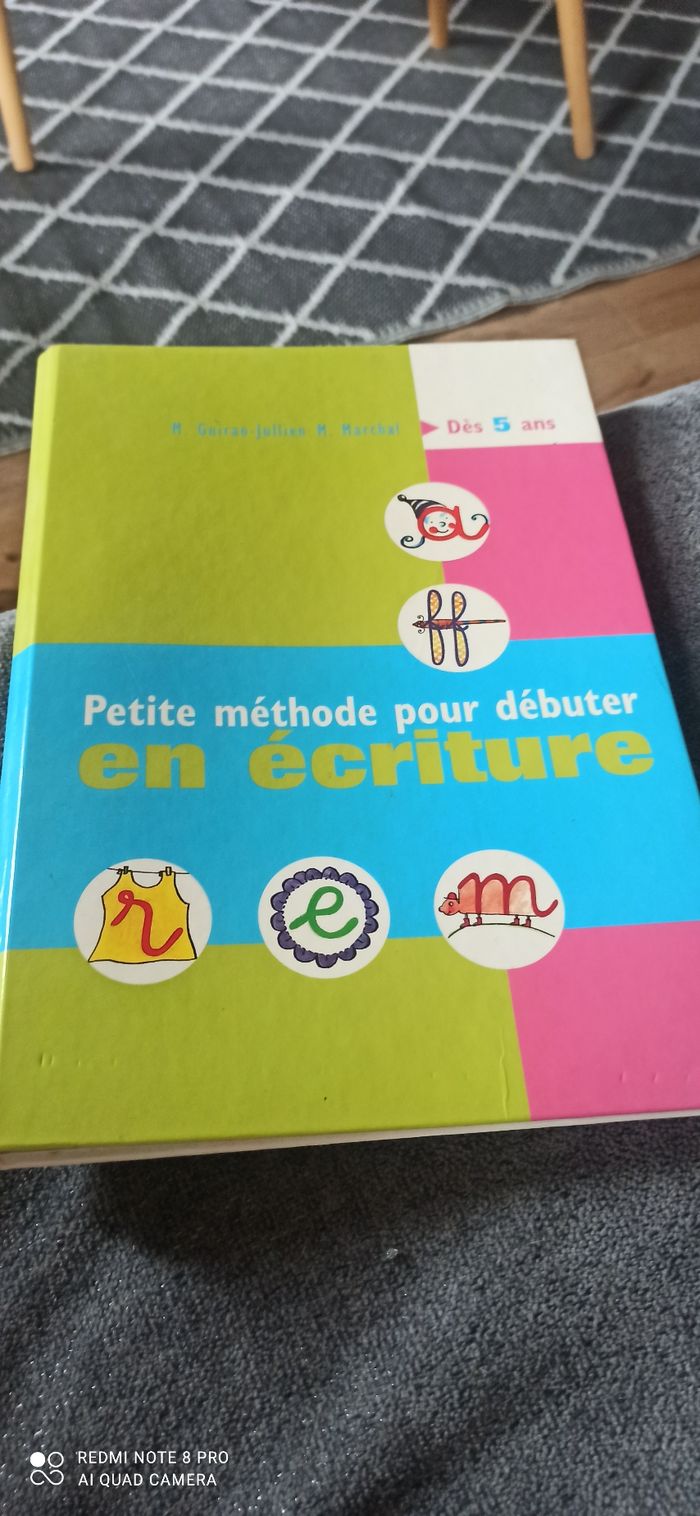 M. Guirao-Jullien M. Marchal
Dès 5 ans
a
ff
Petite méthode pour débuter
en écriture
r e m
REDMI NOTE 8 PRO
AI QUAD CAMERA